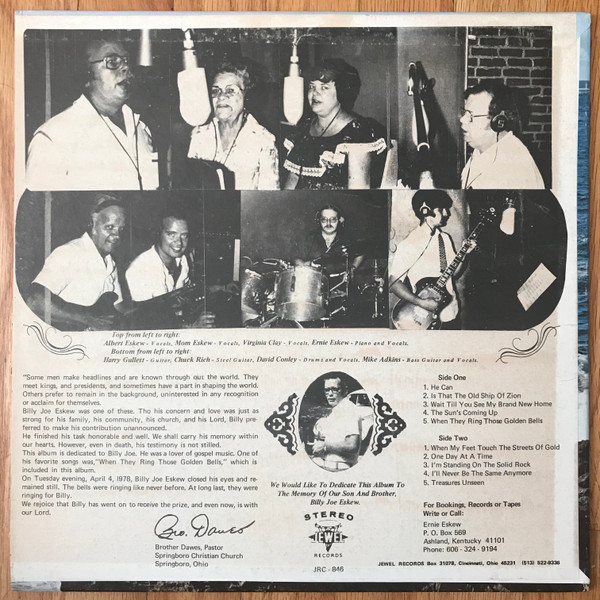 Top from left to right:
Albert Eskew - Vocals, Mom Eskew - Vocals, Virginia Clay - Vocals, Ernie Eskew - Piano and Vocals.
Bottom from left to right:
Harry Gullett - Guitar, Chuck Rich - Steel Guitar, David Conley - Drums and Vocals, Mike Adkins - Bass Guitar and Vocals.
"Some men make headlines and are known through out the world. They
meet kings, and presidents, and sometimes have a part in shaping the world.
Others prefer to remain in the background, uninterested in any recognition
or acclaim for themselves.
Billy Joe Eskew was one of these. Tho his concern and love was just as
strong for his family, his community, his church, and his Lord, Billy pre-
ferred to make his contribution unannounced.
He finished his task honorable and well. We shall carry his memory within
our hearts. However, even in death, his testimony is not stilled.
This album is dedicated to Billy Joe. He was a lover of gospel music. One of
his favorite songs was, "When They Ring Those Golden Bells," which is
included in this album.
On Tuesday evening, April 4, 1978, Billy Joe Eskew closed his eyes and re-
mained still. The bells were ringing like never before. At long last, they were
ringing for Billy.
We rejoice that Billy has went on to receive the prize, and even now, is with
our Lord.
Bro. Dawes
Brother Dawes, Pastor
Springboro Christian Church
Springboro, Ohio
We Would Like To Dedicate This Album To
The Memory Of Our Son And Brother,
Billy Joe Eskew.
STEREO
JEWEL
RECORDS
JRC - 846
Side One
1. He Can
2. Is That The Old Ship Of Zion
3. Wait Till You See My Brand New Home
4. The Sun's Coming Up
5. When They Ring Those Golden Bells
Side Two
1. When My Feet Touch The Streets Of Gold
2. One Day At A Time
3. I'm Standing On The Solid Rock
4. I'll Never Be The Same Anymore
5. Treasures Unseen
For Bookings, Records or Tapes
Write or Call:
Ernie Eskew
P. O. Box 569
Ashland, Kentucky 41101
Phone: 606 - 324 - 9194
JEWEL RECORDS Box 31078, Cincinnati, Ohio 45231 (513) 522-9336